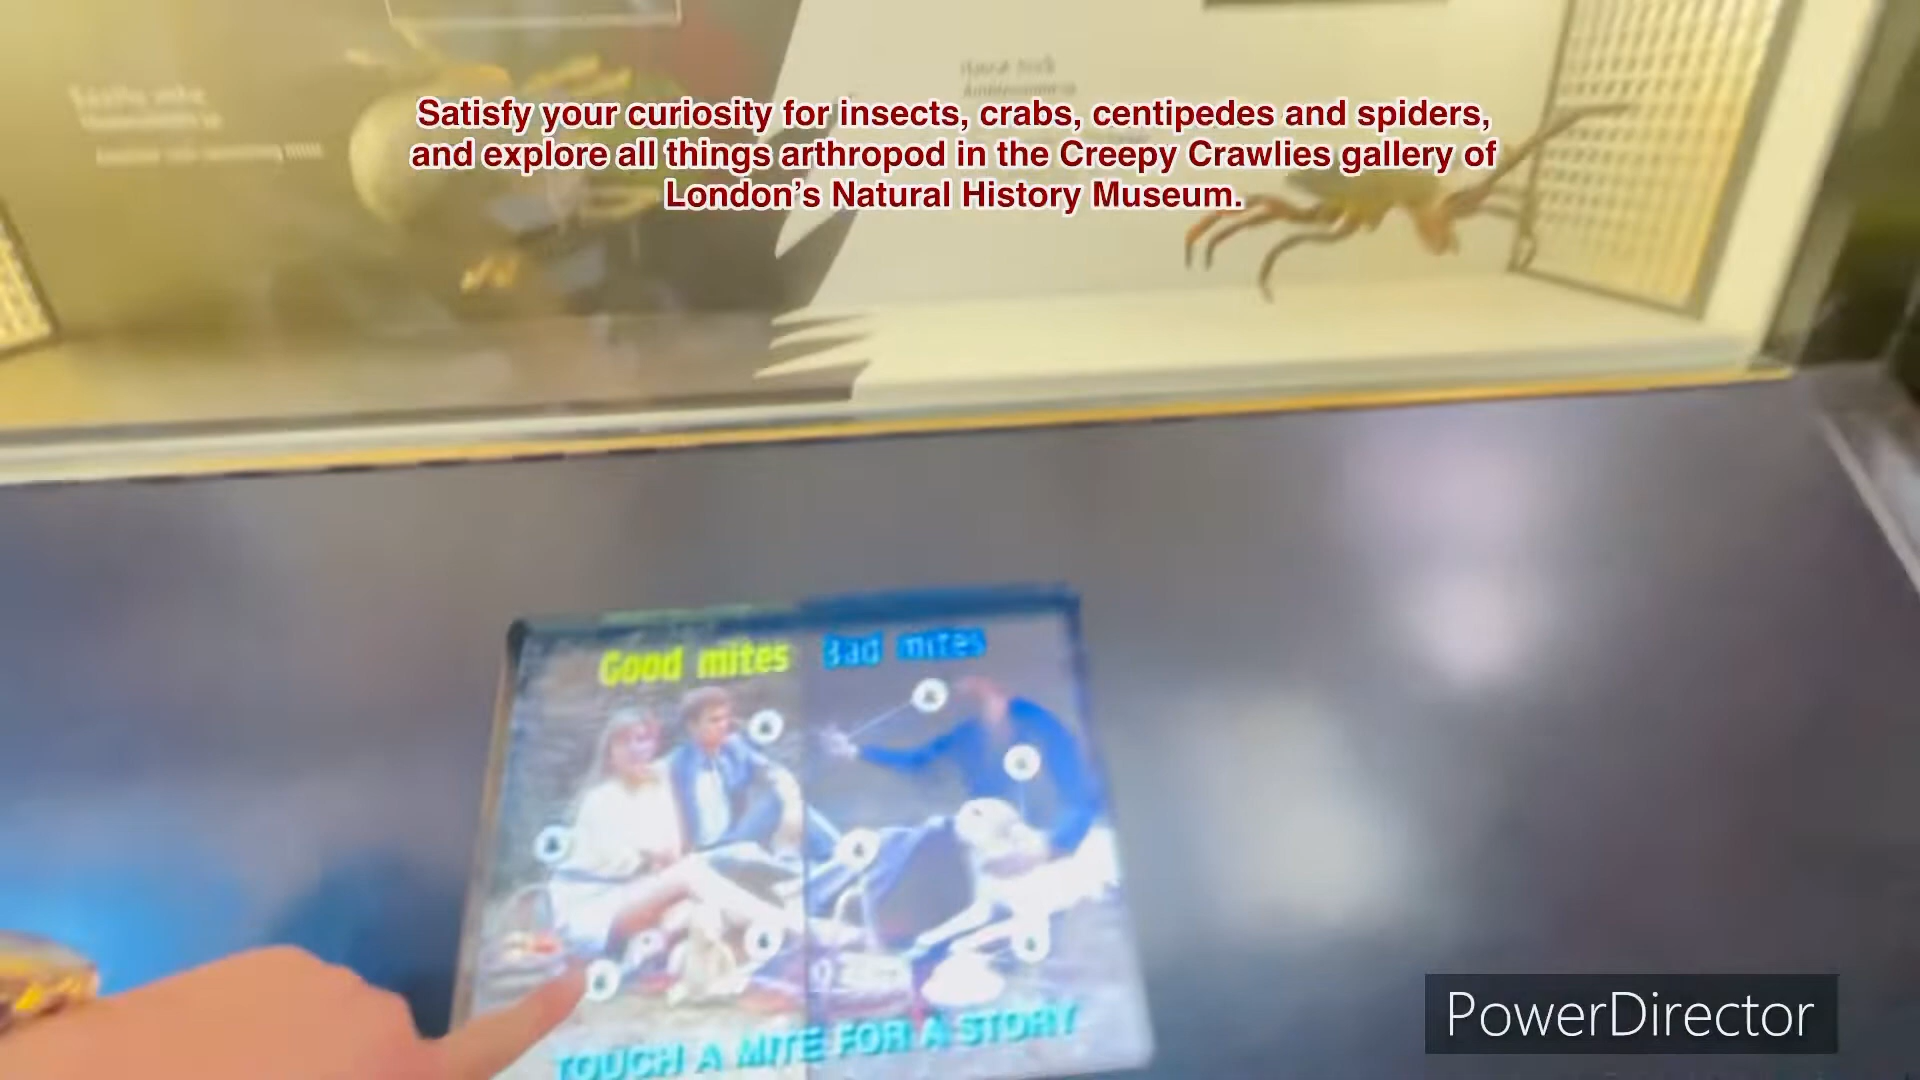 Satisfy your curiosity for insects, crabs, centipedes and spiders,
and explore all things arthropod in the Creepy Crawlies gallery of
London’s Natural History Museum.
Good mites
Bad mites
TOUCH A MITE FOR A STORY
PowerDirector